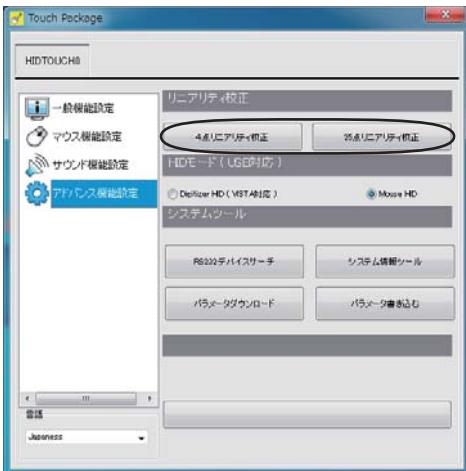 Touch Package
HIDTOUCH0
一般機能設定
マウス機能設定
サウンド機能設定
アドバンス機能設定
リニアリティ校正
4点リニアリティ校正
25点リニアリティ校正
HIDモード ( USB対応 )
Digitizer HID ( VISTA対応 )
Mouse HID
システムツール
RS232デバイスサーチ
システム情報ツール
パラメータダウンロード
パラメータ書き込む
言語
Japaness